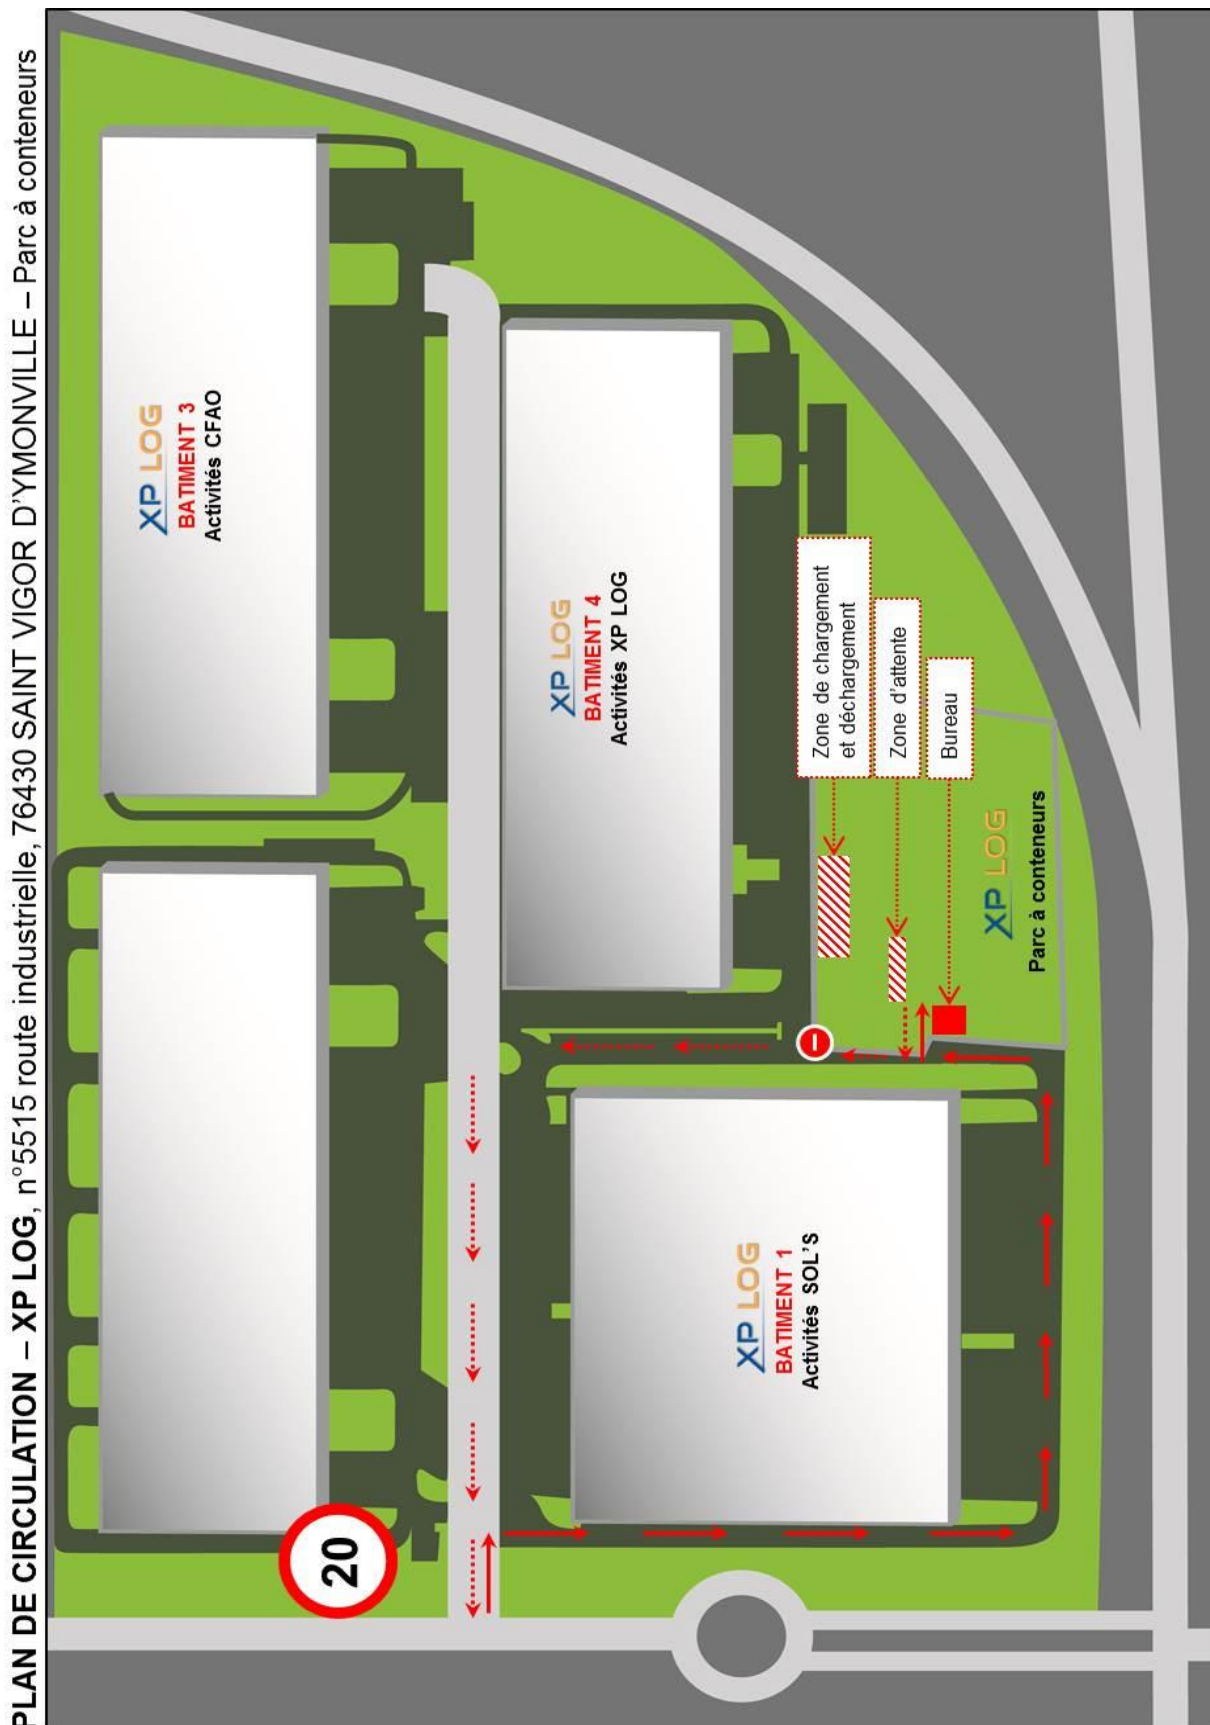 PLAN DE CIRCULATION – XP LOG, n°5515 route industrielle, 76430 SAINT VIGOR D'YMONVILLE – Parc à conteneurs
XP LOG
BATIMENT 3
Activités CFAO
XP LOG
BATIMENT 4
Activités XP LOG
20
XP LOG
BATIMENT 1
Activités SOL'S
Zone de chargement
et déchargement
Zone d'attente
Bureau
XP LOG
Parc à conteneurs